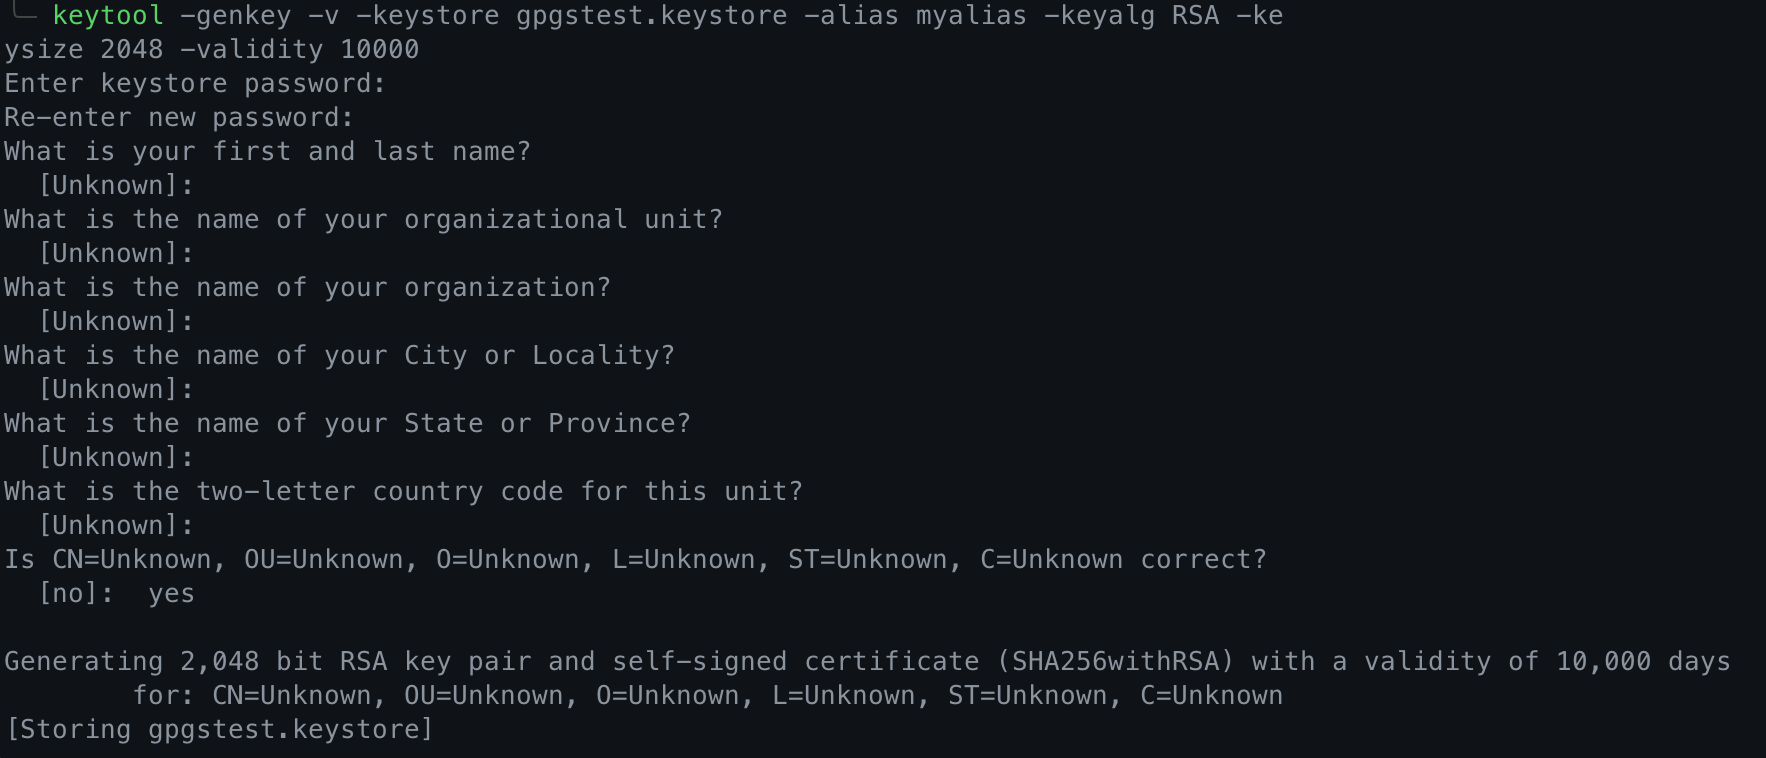 keytool -genkey -v -keystore gpgstest.keystore -alias myalias -keyalg RSA -ke
ysize 2048 -validity 10000
Enter keystore password:
Re-enter new password:
What is your first and last name?
  [Unknown]:
What is the name of your organizational unit?
  [Unknown]:
What is the name of your organization?
  [Unknown]:
What is the name of your City or Locality?
  [Unknown]:
What is the name of your State or Province?
  [Unknown]:
What is the two-letter country code for this unit?
  [Unknown]:
Is CN=Unknown, OU=Unknown, O=Unknown, L=Unknown, ST=Unknown, C=Unknown correct?
  [no]:  yes

Generating 2,048 bit RSA key pair and self-signed certificate (SHA256withRSA) with a validity of 10,000 days
        for: CN=Unknown, OU=Unknown, O=Unknown, L=Unknown, ST=Unknown, C=Unknown
[Storing gpgstest.keystore]